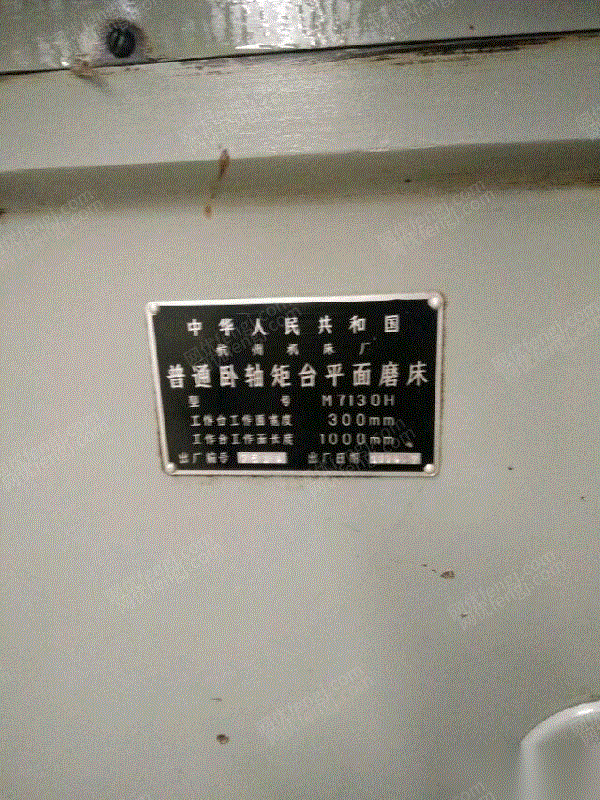 中华人民共和国
杭州机床厂
普通卧轴矩台平面磨床
型 号 M7130H
工作台工作面宽度 300mm
工作台工作面长度 1000mm
出厂编号 出厂日期